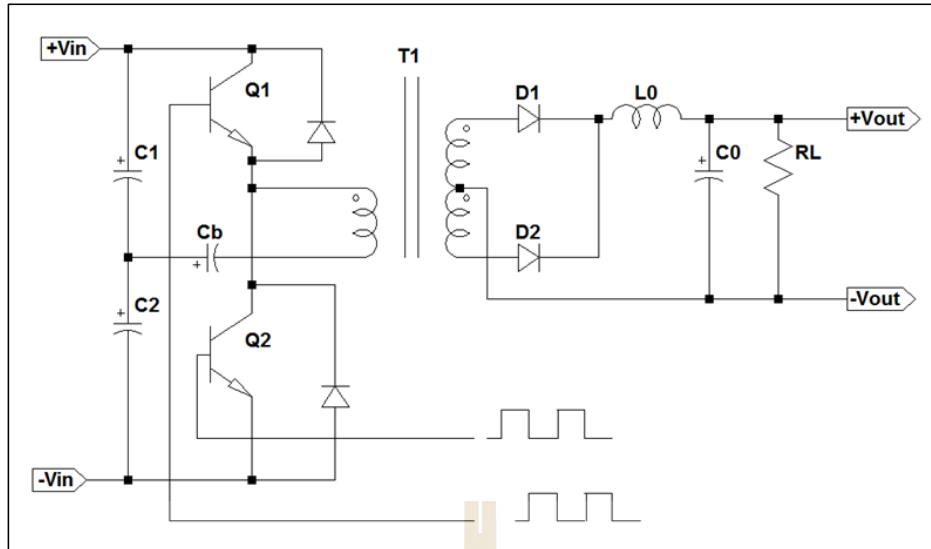 +Vin
T1
Q1
D1
L0
+Vout
C1
C0
RL
Cb
D2
C2
-Vout
Q2
-Vin
+
+
+
+